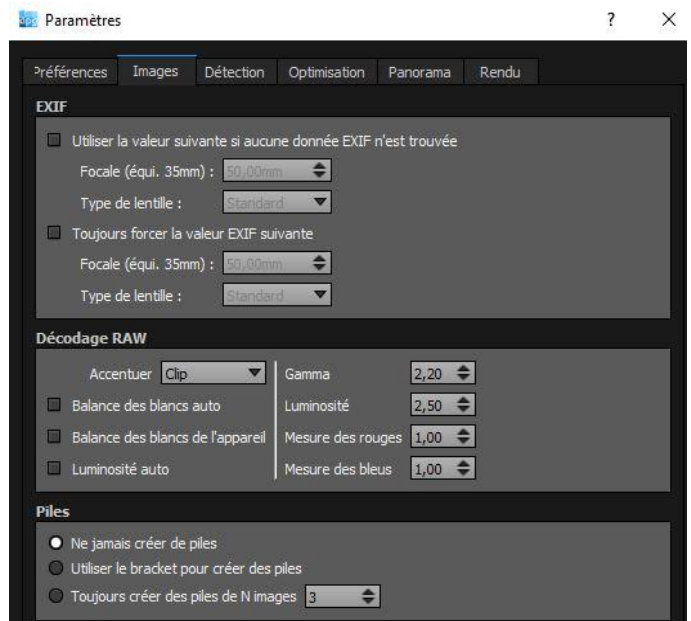 apg Paramètres ? X
Préférences Images Détection Optimisation Panorama Rendu
EXIF
Utiliser la valeur suivante si aucune donnée EXIF n'est trouvée
Focale (équi. 35mm) : 50,00mm
Type de lentille : Standard
Toujours forcer la valeur EXIF suivante
Focale (équi. 35mm) : 50,00mm
Type de lentille : Standard
Décodage RAW
Accentuer Clip Gamma 2,20
Balance des blancs auto Luminosité 2,50
Balance des blancs de l'appareil Mesure des rouges 1,00
Luminosité auto Mesure des bleus 1,00
Piles
Ne jamais créer de piles
Utiliser le bracket pour créer des piles
Toujours créer des piles de N images 3